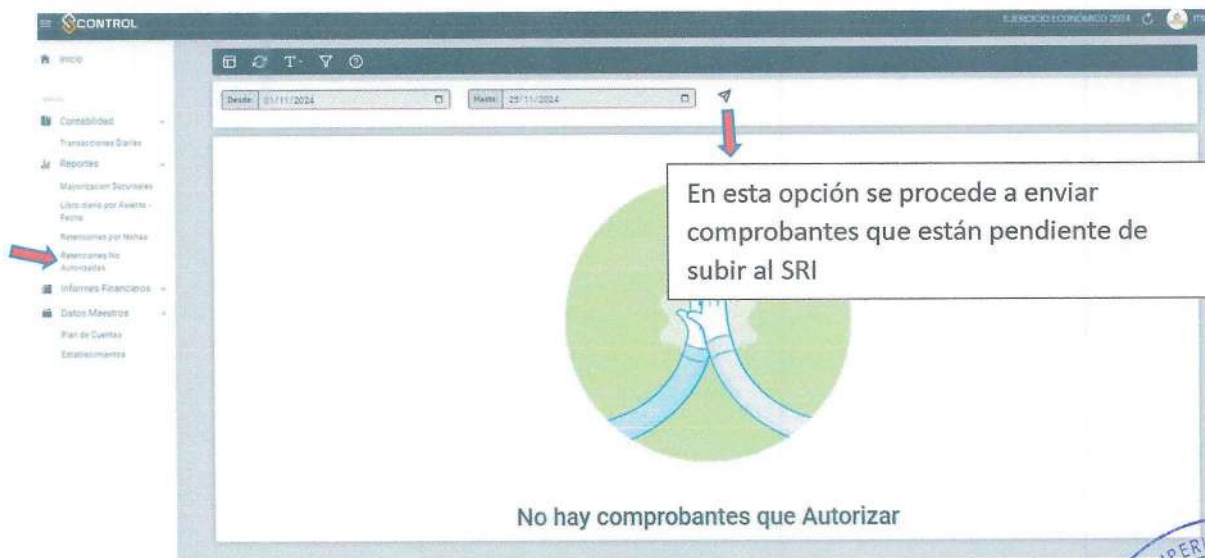 SCONTROL
EJERCICIO ECONÓMICO 2024
Inicio
Desde: 01/11/2024
Hasta: 25/11/2024
Contabilidad
Transacciones Diarias
Reportes
Mayorizacion Sucursales
Libro diario por Asiento -
Fecha
Retenciones por fechas
Retenciones No
Autorizadas
Informes Financieros
Datos Maestros
Plan de Cuentas
Establecimientos
En esta opción se procede a enviar
comprobantes que están pendiente de
subir al SRI
No hay comprobantes que Autorizar